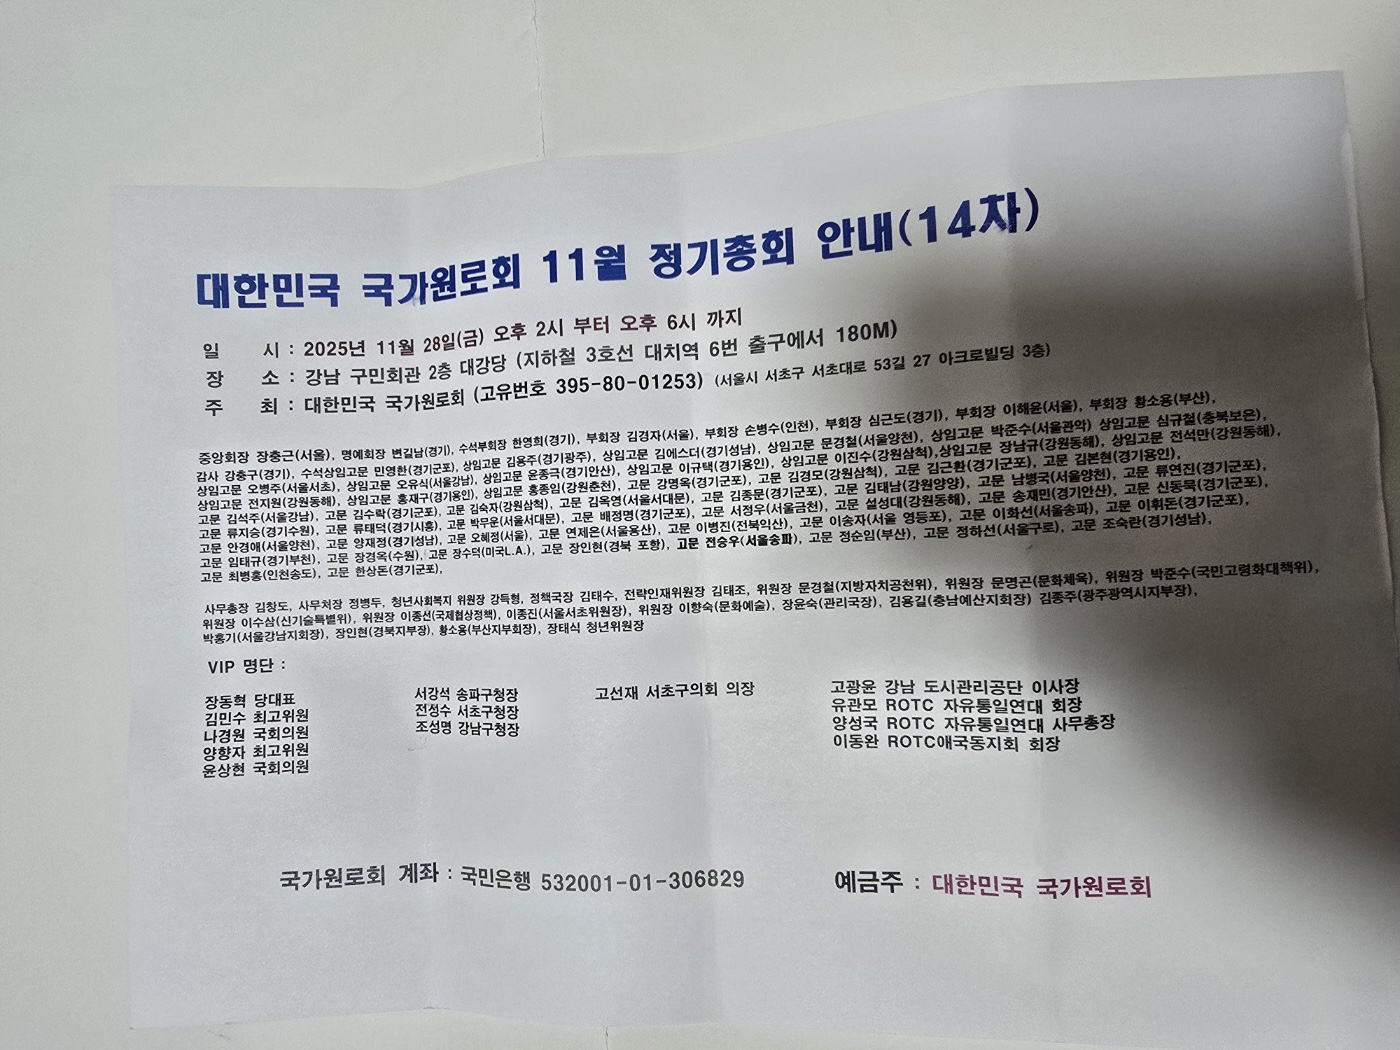 대한민국 국가원로회 11월 정기총회 안내(14차)
일 시 : 2025년 11월 28일(금) 오후 2시 부터 오후 6시 까지
장 소 : 강남 구민회관 2층 대강당 (지하철 3호선 대치역 6번 출구에서 180M)
주 최 : 대한민국 국가원로회 (고유번호 395-80-01253) (서울시 서초구 서초대로 53길 27 아크로빌딩 3층)
중앙회장 장충근(서울), 명예회장 변길남(경기), 수석부회장 한영희(경기), 부회장 김경자(서울), 부회장 손병수(인천), 부회장 심근도(경기), 부회장 이해윤(서울), 부회장 황소용(부산),
감사 강충구(경기), 수석상임고문 민영한(경기군포), 상임고문 김용주(경기광주), 상임고문 김에스더(경기성남), 상임고문 문경철(서울양천), 상임고문 박준수(서울관악) 상임고문 심규철(충북보은),
상임고문 오병주(서울서초), 상임고문 오유식(서울강남), 상임고문 윤종극(경기안산), 상임고문 이규택(경기용인), 상임고문 이진수(강원삼척),상임고문 장남규(강원동해), 상임고문 전석만(강원동해),
상임고문 전지원(강원동해), 상임고문 홍재구(경기용인), 상임고문 홍종임(강원춘천), 고문 강명옥(경기군포), 고문 김경모(강원삼척), 고문 김근환(경기군포), 고문 김본현(경기용인),
고문 김석주(서울강남), 고문 김수락(경기군포), 고문 김숙자(강원삼척), 고문 김옥영(서울서대문), 고문 김종문(경기군포), 고문 김태남(강원양양), 고문 남병국(서울양천), 고문 류연진(경기군포),
고문 류지승(경기수원), 고문 류태덕(경기시흥), 고문 박무윤(서울서대문), 고문 배정명(경기군포), 고문 서정우(서울금천), 고문 설성대(강원동해), 고문 송재민(경기안산), 고문 신동묵(경기군포),
고문 안경애(서울양천), 고문 양재정(경기성남), 고문 오혜정(서울), 고문 연제은(서울용산), 고문 이병진(전북익산), 고문 이송자(서울 영등포), 고문 이화선(서울송파), 고문 이휘돈(경기군포),
고문 임태규(경기부천), 고문 장경옥(수원), 고문 장수덕(미국L.A.), 고문 장인현(경북 포항), 고문 전승우(서울송파), 고문 정순임(부산), 고문 정하선(서울구로), 고문 조숙란(경기성남),
고문 최병홍(인천송도), 고문 한상돈(경기군포),
사무총장 김창도, 사무처장 정병두, 청년사회복지 위원장 강득형, 정책국장 김태수, 전략인재위원장 김태조, 위원장 문경철(지방자치공천위), 위원장 문명곤(문화체육), 위원장 박준수(국민고령화대책위),
위원장 이수삼(신기술특별위), 위원장 이종선(국제협상정책), 이종진(서울서초위원장), 위원장 이향숙(문화예술), 장윤숙(관리국장), 김용길(충남예산지회장) 김종주(광주광역시지부장),
박홍기(서울강남지회장), 장인현(경북지부장), 황소용(부산지부회장), 장태식 청년위원장
VIP 명단 :
장동혁 당대표
김민수 최고위원
나경원 국회의원
양향자 최고위원
윤상현 국회의원
서강석 송파구청장
전성수 서초구청장
조성명 강남구청장
고선재 서초구의회 의장
고광윤 강남 도시관리공단 이사장
유관모 ROTC 자유통일연대 회장
양성국 ROTC 자유통일연대 사무총장
이동완 ROTC애국동지회 회장
국가원로회 계좌 : 국민은행 532001-01-306829 예금주 : 대한민국 국가원로회